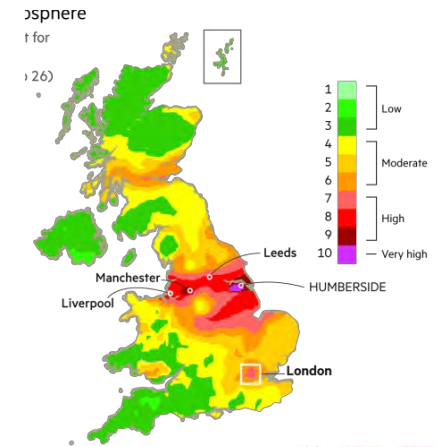 t for
26)
1
2
3
4
5
6
7
8
9
10
Low
Moderate
High
Very high
Leeds
Manchester
HUMBERSIDE
Liverpool
London